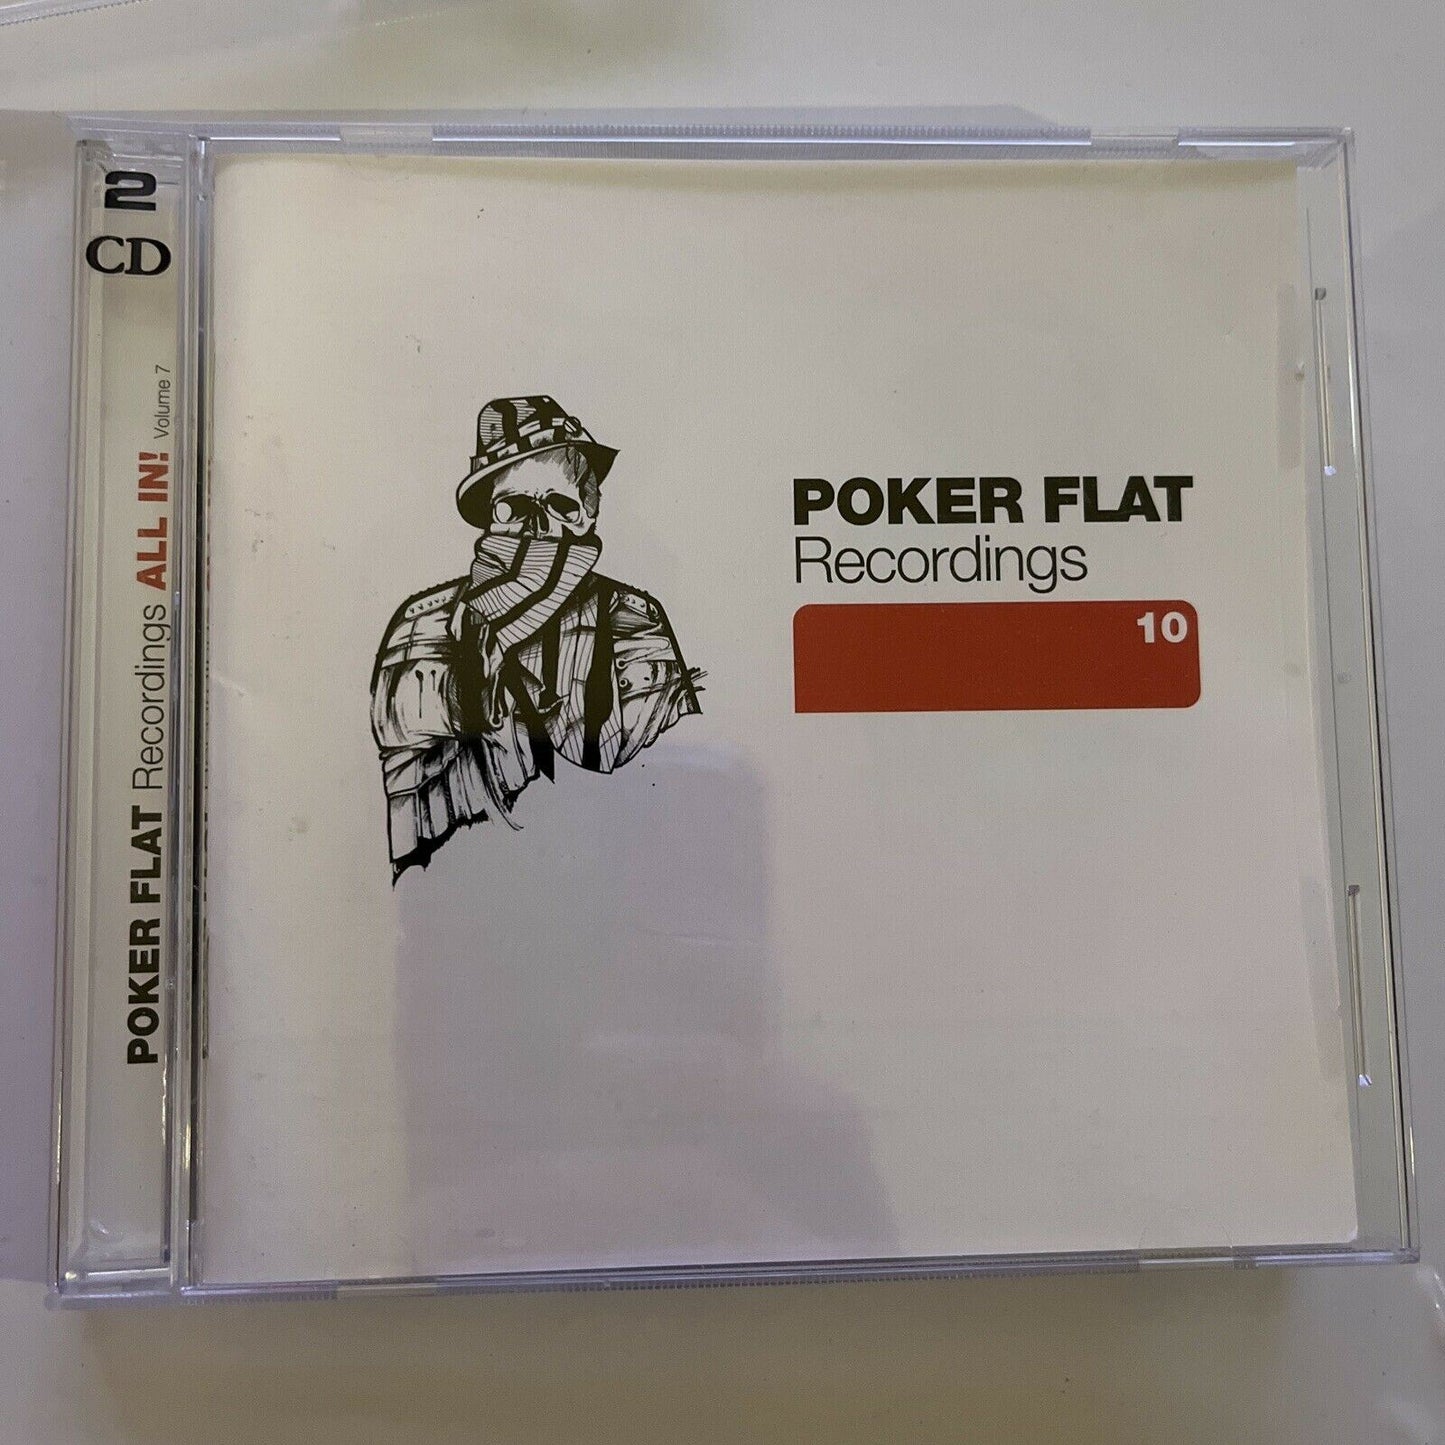 2
CD
POKER FLAT Recordings ALL IN! Volume 7
POKER FLAT
Recordings
10